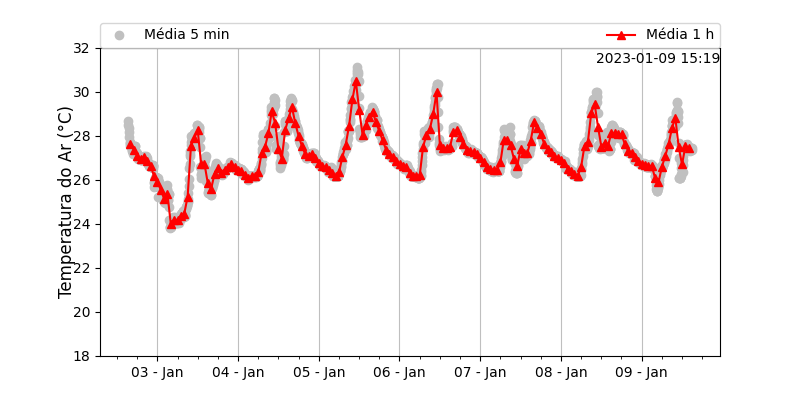 Média 5 min
Média 1 h
2023-01-09 15:19
Temperatura do Ar (°C)
32
30
28
26
24
22
20
18
03 - Jan
04 - Jan
05 - Jan
06 - Jan
07 - Jan
08 - Jan
09 - Jan